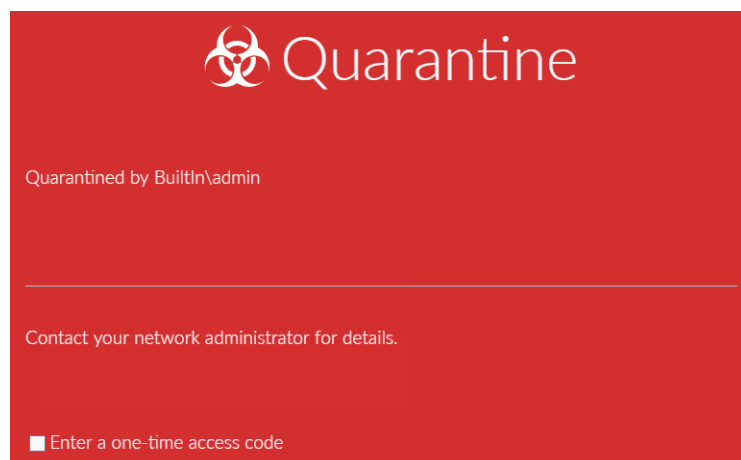 Quarantine
Quarantined by BuiltIn\admin
Contact your network administrator for details.
Enter a one-time access code